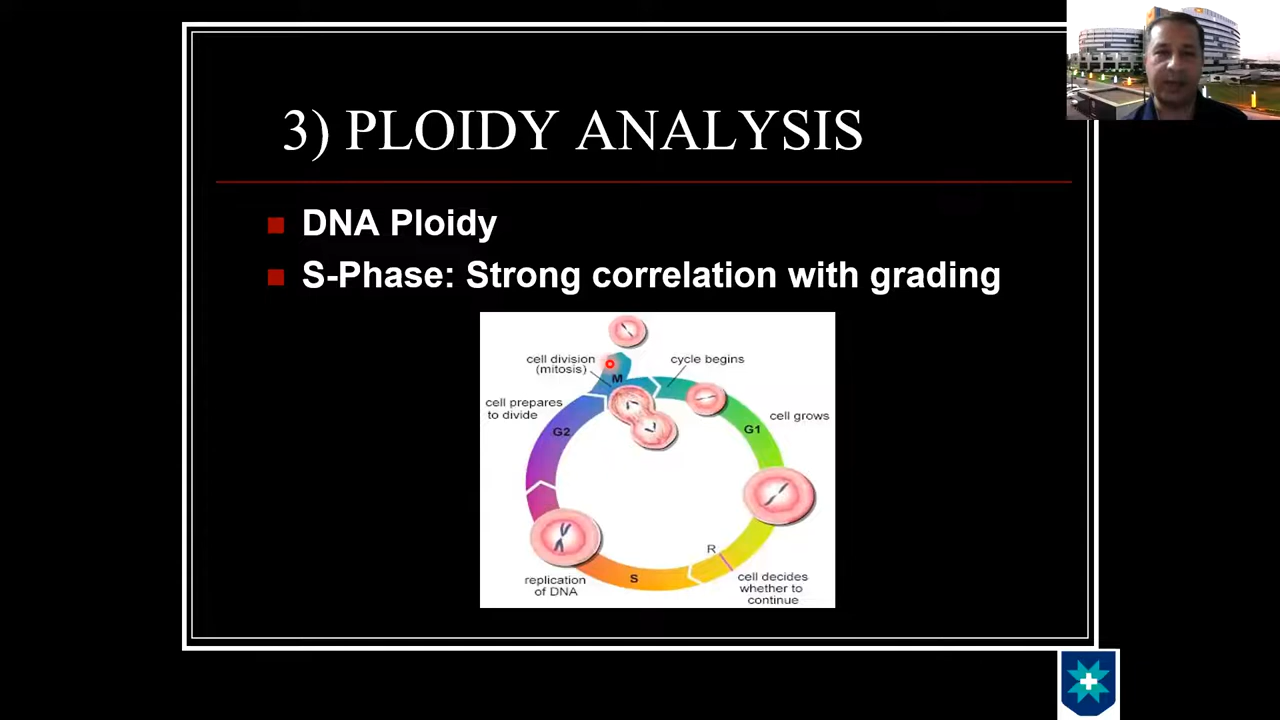 3) PLOIDY ANALYSIS
DNA Ploidy
S-Phase: Strong correlation with grading
cell division
(mitosis)
M
cycle begins
cell prepares
to divide
G2
G1
cell grows
R
S
replication
of DNA
cell decides
whether to
continue